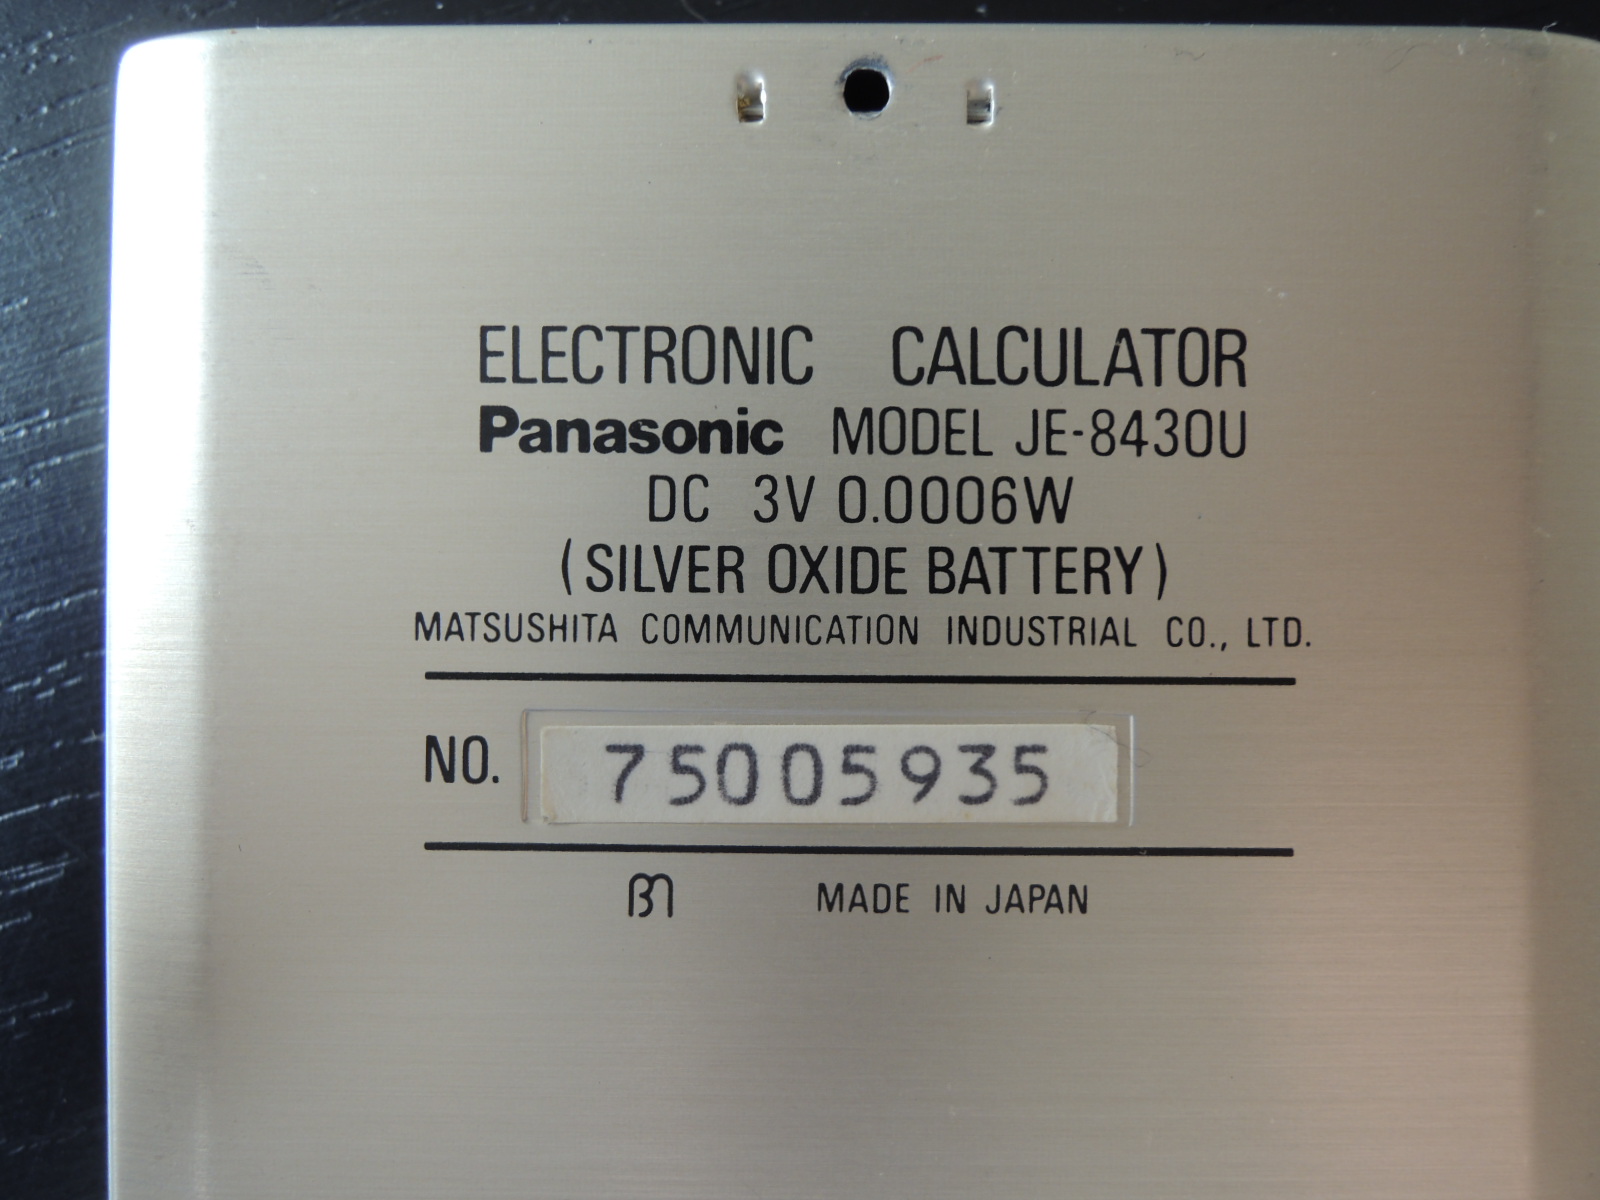 ELECTRONIC CALCULATOR
Panasonic MODEL JE-8430U
DC 3V 0.0006W
(SILVER OXIDE BATTERY)
MATSUSHITA COMMUNICATION INDUSTRIAL CO., LTD.
NO. 75005935
MADE IN JAPAN